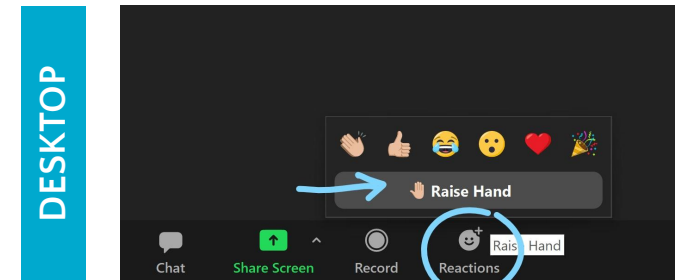 DESKTOP
Raise Hand
Raise Hand
Chat
Share Screen
Record
Reactions